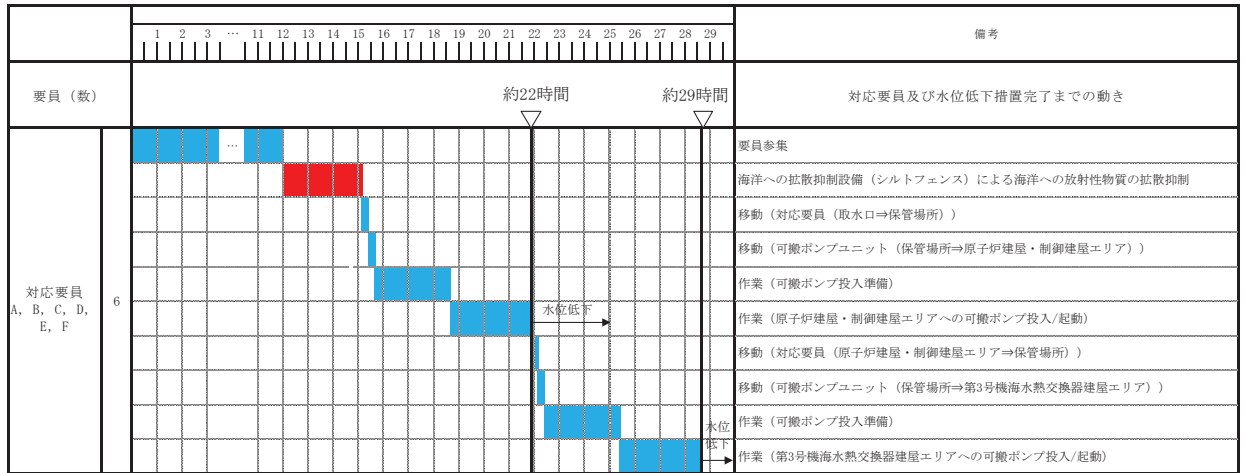 1 2 3 … 11 12 13 14 15 16 17 18 19 20 21 22 23 24 25 26 27 28 29
備考
要員（数）
約22時間
約29時間
対応要員及び水位低下措置完了までの動き
…
要員参集
海洋への拡散抑制設備（シルトフェンス）による海洋への放射性物質の拡散抑制
移動（対応要員（取水口⇒保管場所））
移動（可搬ポンプユニット（保管場所⇒原子炉建屋・制御建屋エリア））
対応要員
A, B, C, D,
E, F
6
作業（可搬ポンプ投入準備）
水位低下
作業（原子炉建屋・制御建屋エリアへの可搬ポンプ投入/起動）
移動（対応要員（原子炉建屋・制御建屋エリア⇒保管場所））
移動（可搬ポンプユニット（保管場所⇒第3号機海水熱交換器建屋エリア））
作業（可搬ポンプ投入準備）
水位
低下
作業（第3号機海水熱交換器建屋エリアへの可搬ポンプ投入/起動）